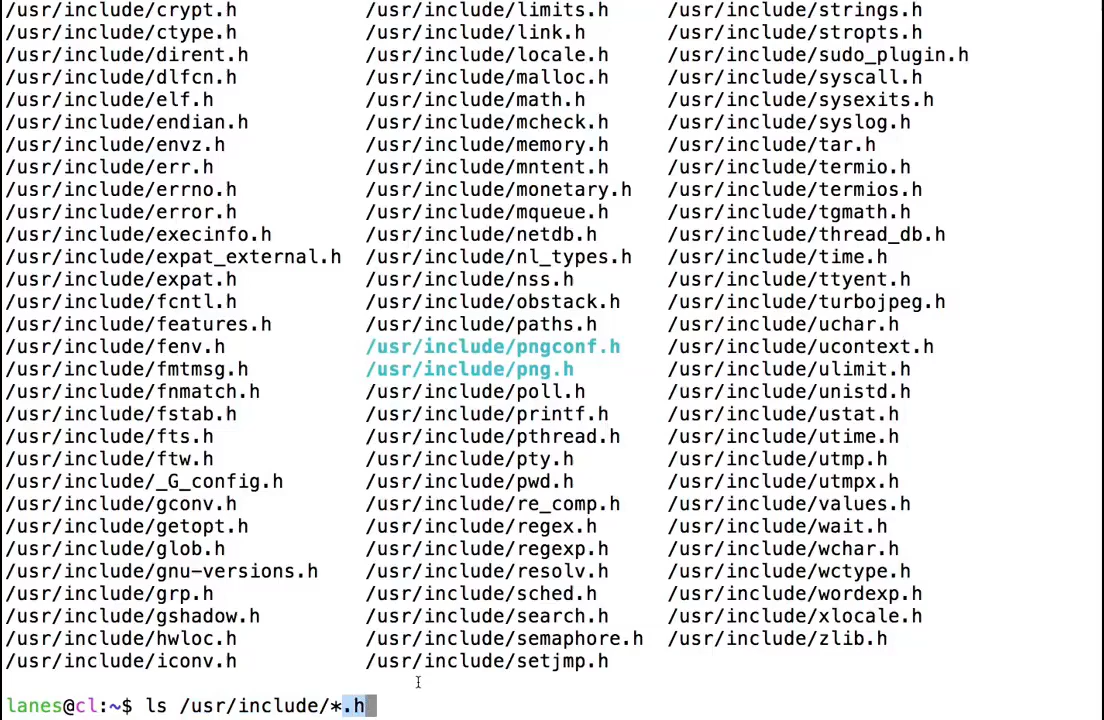 /usr/include/crypt.h /usr/include/limits.h /usr/include/strings.h
/usr/include/ctype.h /usr/include/link.h /usr/include/stropts.h
/usr/include/dirent.h /usr/include/locale.h /usr/include/sudo_plugin.h
/usr/include/dlfcn.h /usr/include/malloc.h /usr/include/syscall.h
/usr/include/elf.h /usr/include/math.h /usr/include/sysexits.h
/usr/include/endian.h /usr/include/mcheck.h /usr/include/syslog.h
/usr/include/envz.h /usr/include/memory.h /usr/include/tar.h
/usr/include/err.h /usr/include/mntent.h /usr/include/termio.h
/usr/include/errno.h /usr/include/monetary.h /usr/include/termios.h
/usr/include/error.h /usr/include/mqueue.h /usr/include/tgmath.h
/usr/include/execinfo.h /usr/include/netdb.h /usr/include/thread_db.h
/usr/include/expat_external.h /usr/include/nl_types.h /usr/include/time.h
/usr/include/expat.h /usr/include/nss.h /usr/include/ttyent.h
/usr/include/fcntl.h /usr/include/obstack.h /usr/include/turbojpeg.h
/usr/include/features.h /usr/include/paths.h /usr/include/uchar.h
/usr/include/fenv.h /usr/include/pngconf.h /usr/include/ucontext.h
/usr/include/fmtmsg.h /usr/include/png.h /usr/include/ulimit.h
/usr/include/fnmatch.h /usr/include/poll.h /usr/include/unistd.h
/usr/include/fstab.h /usr/include/printf.h /usr/include/ustat.h
/usr/include/fts.h /usr/include/pthread.h /usr/include/utime.h
/usr/include/ftw.h /usr/include/pty.h /usr/include/utmp.h
/usr/include/_G_config.h /usr/include/pwd.h /usr/include/utmpx.h
/usr/include/gconv.h /usr/include/re_comp.h /usr/include/values.h
/usr/include/getopt.h /usr/include/regex.h /usr/include/wait.h
/usr/include/glob.h /usr/include/regexp.h /usr/include/wchar.h
/usr/include/gnu-versions.h /usr/include/resolv.h /usr/include/wctype.h
/usr/include/grp.h /usr/include/sched.h /usr/include/wordexp.h
/usr/include/gshadow.h /usr/include/search.h /usr/include/xlocale.h
/usr/include/hwloc.h /usr/include/semaphore.h /usr/include/zlib.h
/usr/include/iconv.h /usr/include/setjmp.h
lanes@cl:~$ ls /usr/include/*.h